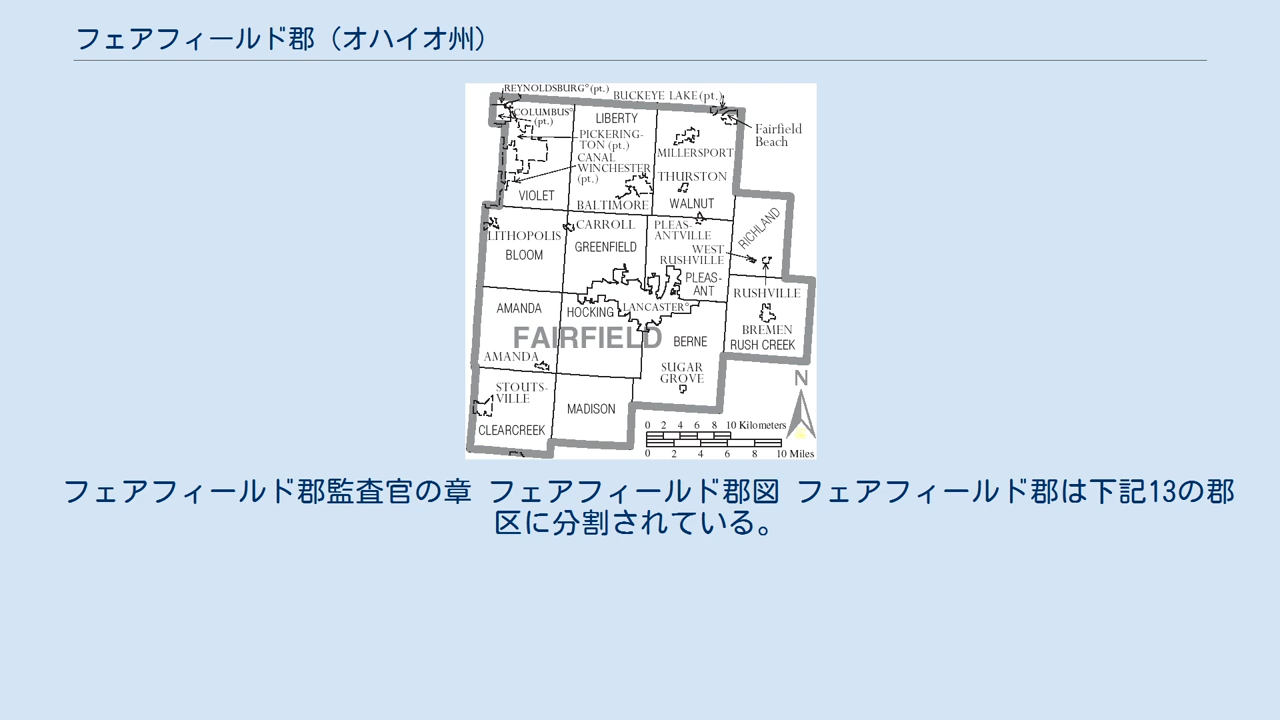 フェアフィールド郡（オハイオ州）
REYNOLDSBURG°(pt.)
BUCKEYE LAKE(pt.)
COLUMBUS°
(pt.)
LIBERTY
Fairfield
Beach
PICKERING-
TON (pt.)
MILLERSPORT
CANAL
WINCHESTER
(pt.)
THURSTON
VIOLET
BALTIMORE
WALNUT
LITHOPOLIS
CARROLL
PLEAS-
ANTVILLE
RICHLAND
BLOOM
GREENFIELD
WEST
RUSHVILLE
PLEAS-
ANT
RUSHVILLE
AMANDA
HOCKING
LANCASTER°
FAIRFIELD
BERNE
BREMEN
RUSH CREEK
AMANDA
SUGAR
GROVE
STOUTS-
VILLE
MADISON
CLEARCREEK
N
0 2 4 6 8 10 Kilometers
0 2 4 6 8 10 Miles
フェアフィールド郡監査官の章 フェアフィールド郡図 フェアフィールド郡は下記13の郡
区に分割されている。